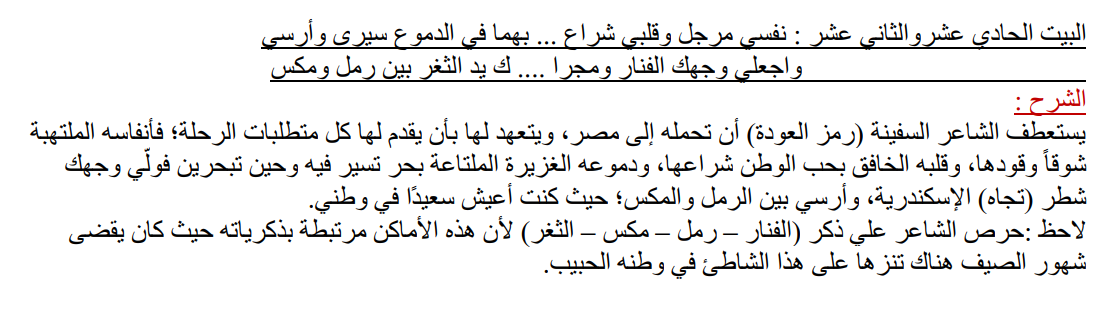 البيت الحادي عشروالثاني عشر : نفسي مرجل وقلبي شراع ... بهما في الدموع سيرى وأرسي
واجعلي وجهك الفنار ومجرا .... ك يد الثغر بين رمل ومكس
الشرح :
يستعطف الشاعر السفينة (رمز العودة) أن تحمله إلى مصر، ويتعهد لها بأن يقدم لها كل متطلبات الرحلة؛ فأنفاسه الملتهبة
شوقاً وقودها، وقلبه الخافق بحب الوطن شراعها، ودموعه الغزيرة الملتاعة بحر تسير فيه وحين تبحرين فولّي وجهك
شطر (تجاه) الإسكندرية، وأرسي بين الرمل والمكس؛ حيث كنت أعيش سعيدًا في وطني.
لاحظ :حرص الشاعر علي ذكر (الفنار – رمل – مكس – الثغر) لأن هذه الأماكن مرتبطة بذكرياته حيث كان يقضى
شهور الصيف هناك تنزها على هذا الشاطئ في وطنه الحبيب.